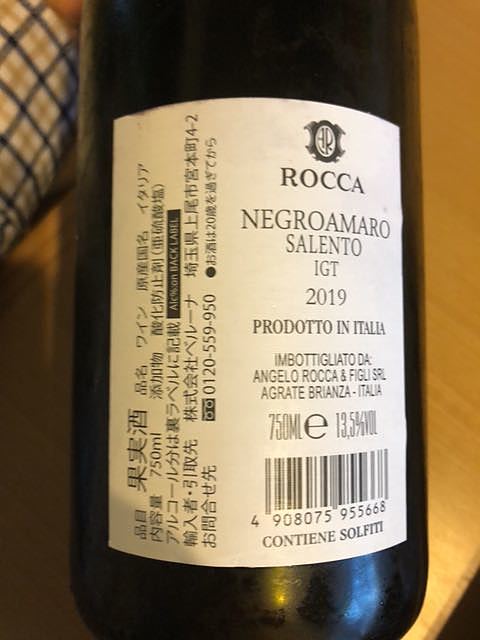 AR
ROCCA
NEGROAMARO
SALENTO
IGT
2019
PRODOTTO IN ITALIA
IMBOTTIGLIATO DA:
ANGELO ROCCA & FIGLI SRL
AGRATE BRIANZA - ITALIA
750ML e 13,5%VOL
4 908075 955668
CONTIENE SOLFITI
品目 果実酒 品名 ワイン 原産国名 イタリア
内容量 750ml 添加物 酸化防止剤(亜硫酸塩)
アルコール分は裏ラベルに記載 Alc%:on BACK LABEL
輸入者・引取先 株式会社ベルーナ 埼玉県上尾市宮本町4-2
お問合せ先 0120-559-950 ●お酒は20歳を過ぎてから